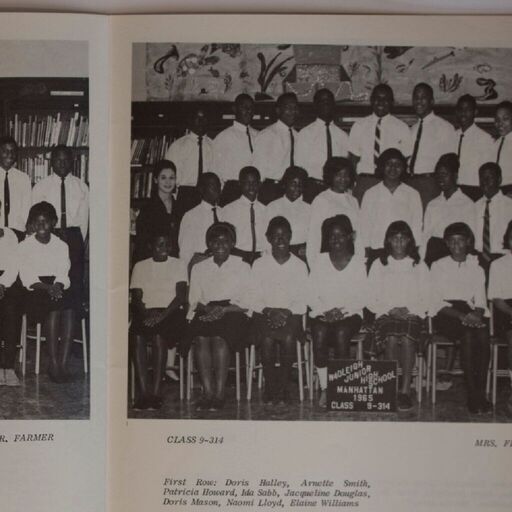 R. FARMER
WADLEIGH
JUNIOR HIGH
SCHOOL
MANHATTAN
1965
CLASS 9-314
CLASS 9-314
MRS.
First Row: Doris Halley, Arnette Smith,
Patricia Howard, Ida Sabb, Jacqueline Douglas,
Doris Mason, Naomi Lloyd, Elaine Williams